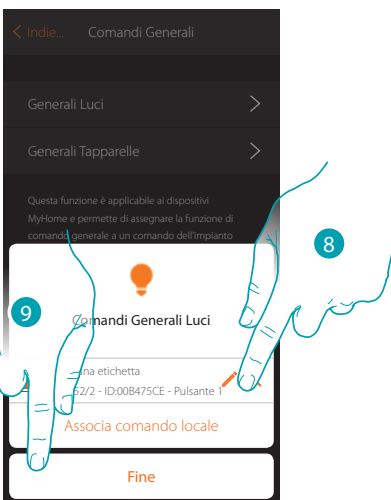 Indie... Comandi Generali
Generali Luci
Generali Tapparelle
Questa funzione è applicabile ai dispositivi
MyHome e permette di assegnare la funzione di
comando generale a un comando dell'impianto
8
9
Comandi Generali Luci
etichetta
52/2 - ID:00B475CE - Pulsante 1
Associa comando locale
Fine